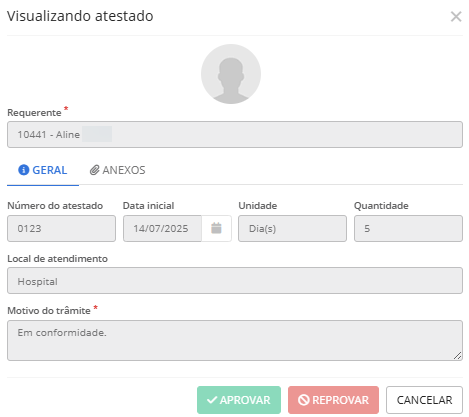 Visualizando atestado
Requerente *
10441 - Aline
GERAL ANEXOS
Número do atestado Data inicial Unidade Quantidade
0123 14/07/2025 Dia(s) 5
Local de atendimento
Hospital
Motivo do trâmite *
Em conformidade.
APROVAR REPROVAR CANCELAR